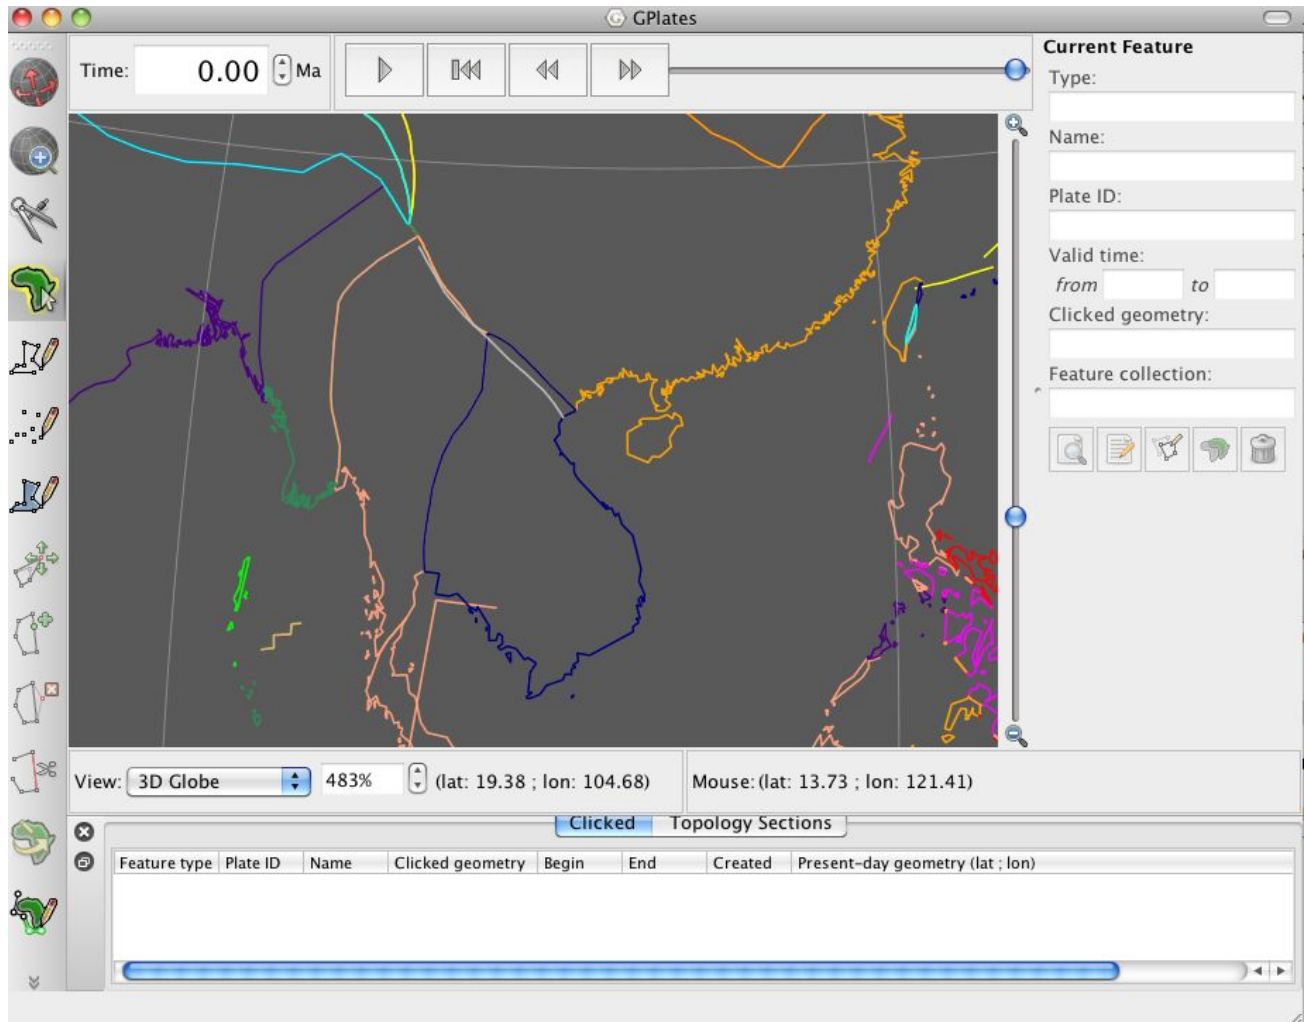 GPlates
Time: 0.00 Ma
Current Feature
Type:
Name:
Plate ID:
Valid time:
from to
Clicked geometry:
Feature collection:
View: 3D Globe 483% (lat: 19.38 ; lon: 104.68) Mouse: (lat: 13.73 ; lon: 121.41)
Clicked Topology Sections
Feature type Plate ID Name Clicked geometry Begin End Created Present-day geometry (lat ; lon)